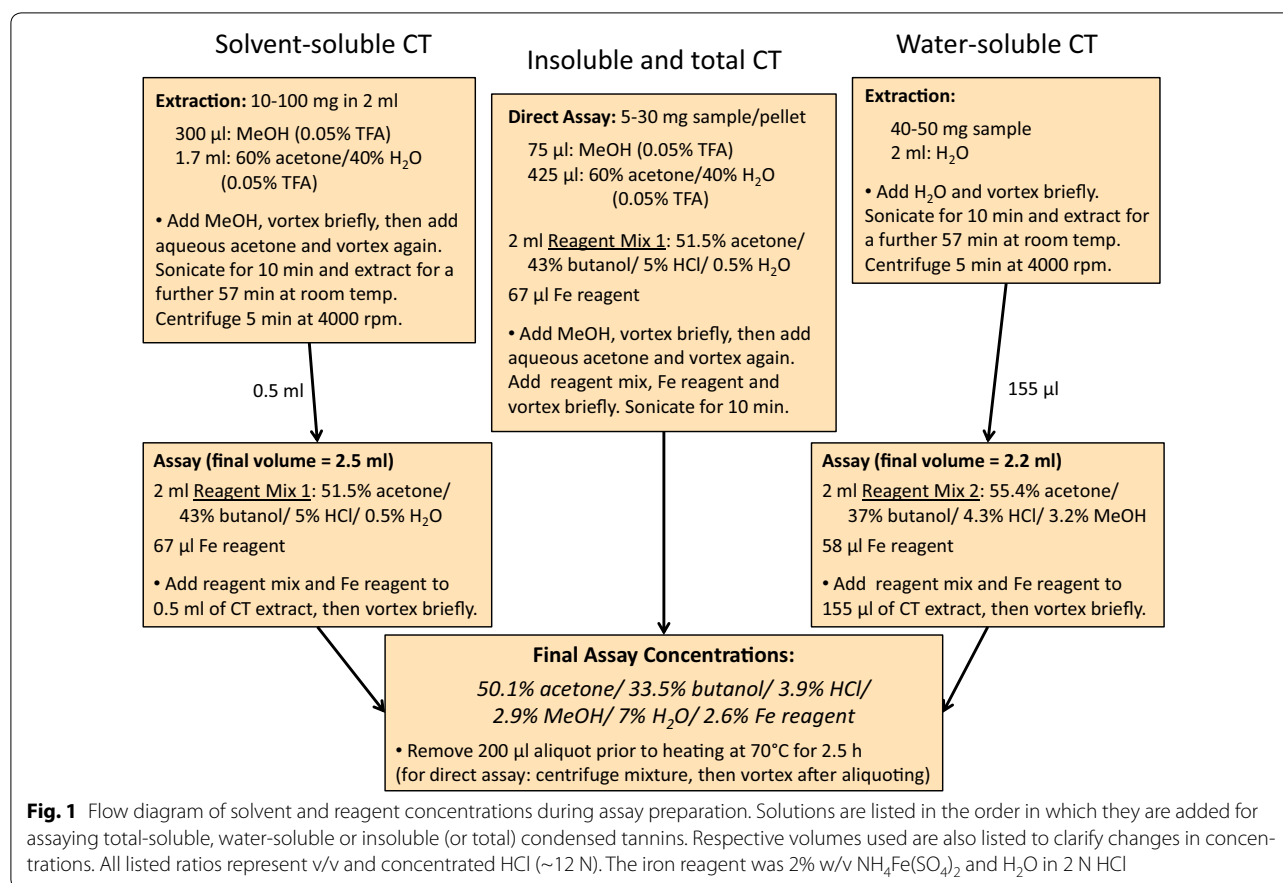 Solvent-soluble CT
Extraction: 10-100 mg in 2 ml
300 µl: MeOH (0.05% TFA)
1.7 ml: 60% acetone/40% H₂O
(0.05% TFA)
• Add MeOH, vortex briefly, then add
aqueous acetone and vortex again.
Sonicate for 10 min and extract for a
further 57 min at room temp.
Centrifuge 5 min at 4000 rpm.
0.5 ml
Assay (final volume = 2.5 ml)
2 ml Reagent Mix 1: 51.5% acetone/
43% butanol/ 5% HCl/ 0.5% H₂O
67 µl Fe reagent
• Add reagent mix and Fe reagent to
0.5 ml of CT extract, then vortex briefly.
Insoluble and total CT
Direct Assay: 5-30 mg sample/pellet
75 µl: MeOH (0.05% TFA)
425 µl: 60% acetone/40% H₂O
(0.05% TFA)
2 ml Reagent Mix 1: 51.5% acetone/
43% butanol/ 5% HCl/ 0.5% H₂O
67 µl Fe reagent
• Add MeOH, vortex briefly, then add
aqueous acetone and vortex again.
Add reagent mix, Fe reagent and
vortex briefly. Sonicate for 10 min.
Water-soluble CT
Extraction:
40-50 mg sample
2 ml: H₂O
• Add H₂O and vortex briefly.
Sonicate for 10 min and extract for
a further 57 min at room temp.
Centrifuge 5 min at 4000 rpm.
155 µl
Assay (final volume = 2.2 ml)
2 ml Reagent Mix 2: 55.4% acetone/
37% butanol/ 4.3% HCl/ 3.2% MeOH
58 µl Fe reagent
• Add reagent mix and Fe reagent to
155 µl of CT extract, then vortex briefly.
Final Assay Concentrations:
50.1% acetone/ 33.5% butanol/ 3.9% HCl/
2.9% MeOH/ 7% H₂O/ 2.6% Fe reagent
• Remove 200 µl aliquot prior to heating at 70°C for 2.5 h
(for direct assay: centrifuge mixture, then vortex after aliquoting)
Fig. 1 Flow diagram of solvent and reagent concentrations during assay preparation. Solutions are listed in the order in which they are added for
assaying total-soluble, water-soluble or insoluble (or total) condensed tannins. Respective volumes used are also listed to clarify changes in concen-
trations. All listed ratios represent v/v and concentrated HCl (~12 N). The iron reagent was 2% w/v NH₄Fe(SO₄)₂ and H₂O in 2 N HCl